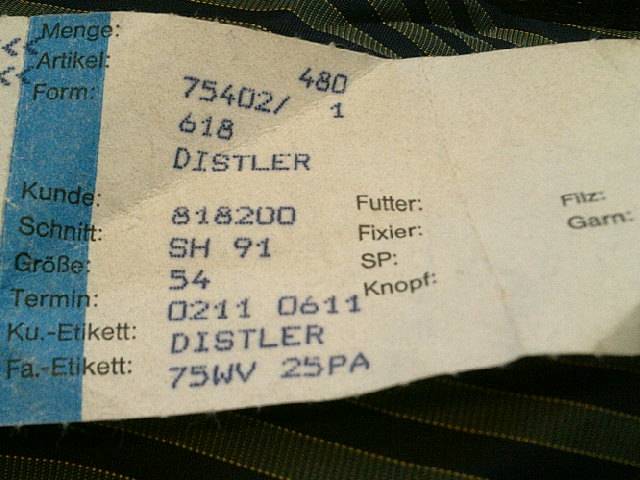 Menge: 480
Artikel: 75402/ 1
Form: 618
DISTLER
Kunde: 818200 Futter: Filz:
Schnitt: SH 91 Fixier: Garn:
Größe: 54 SP:
Termin: 0211 0611 Knopf:
Ku.-Etikett: DISTLER
Fa.-Etikett: 75WV 25PA